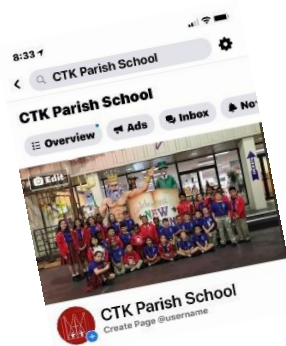 8:33
CTK Parish School
CTK Parish School
Overview
Ads
Inbox
No
Edit
NEW
CTK Parish School
Create Page @username